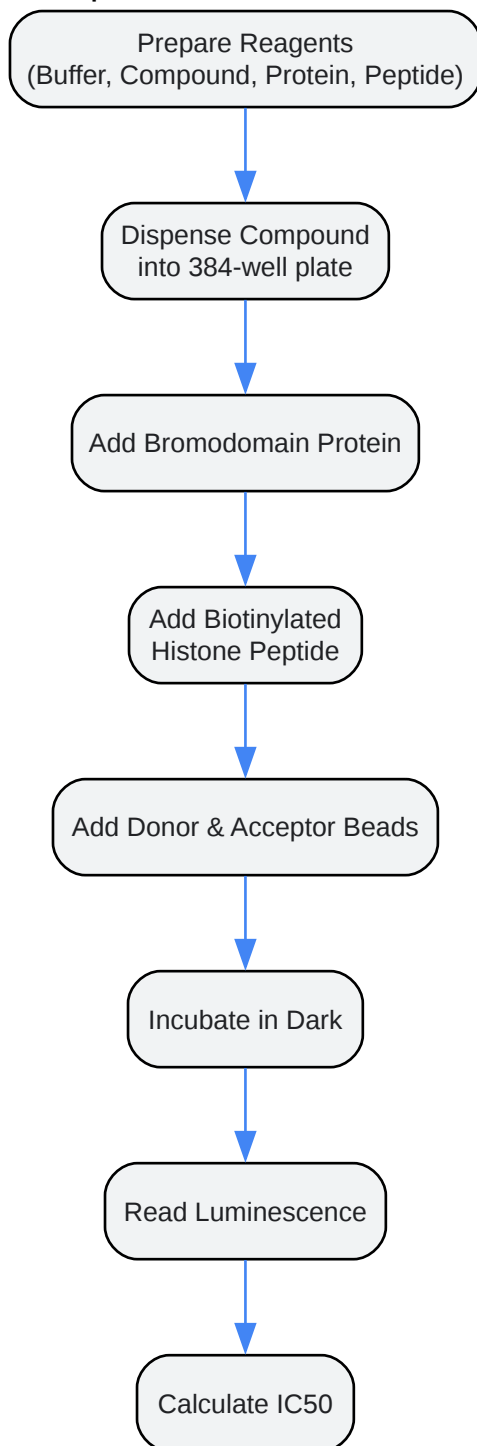 Prepare Reagents
(Buffer, Compound, Protein, Peptide)
Dispense Compound
into 384-well plate
Add Bromodomain Protein
Add Biotinylated
Histone Peptide
Add Donor & Acceptor Beads
Incubate in Dark
Read Luminescence
Calculate IC50